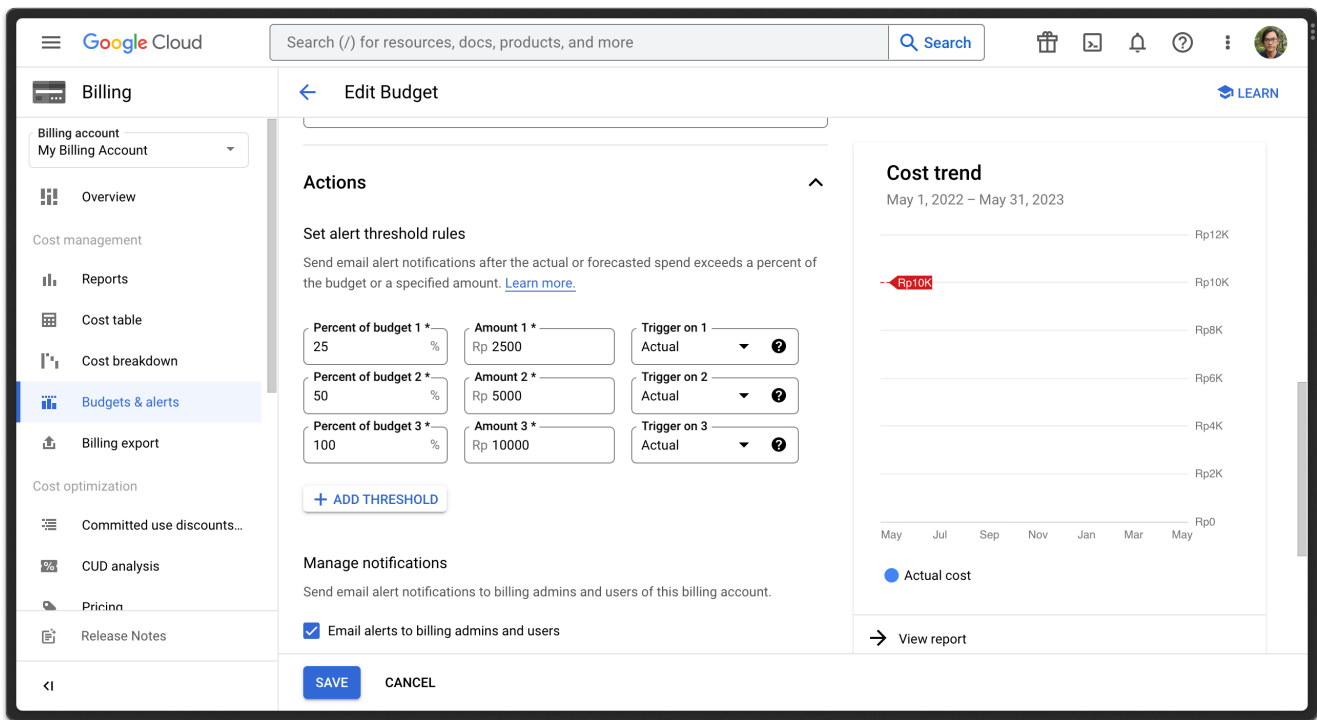 Google Cloud
Search (/) for resources, docs, products, and more
Search
Billing
Edit Budget
LEARN
Billing account
My Billing Account
Overview
Cost management
Reports
Cost table
Cost breakdown
Budgets & alerts
Billing export
Cost optimization
Committed use discounts...
CUD analysis
Pricing
Release Notes
Actions
Set alert threshold rules
Send email alert notifications after the actual or forecasted spend exceeds a percent of
the budget or a specified amount. Learn more.
Percent of budget 1 * Amount 1 * Trigger on 1
25 % Rp 2500 Actual
Percent of budget 2 * Amount 2 * Trigger on 2
50 % Rp 5000 Actual
Percent of budget 3 * Amount 3 * Trigger on 3
100 % Rp 10000 Actual
+ ADD THRESHOLD
Manage notifications
Send email alert notifications to billing admins and users of this billing account.
Email alerts to billing admins and users
SAVE CANCEL
Cost trend
May 1, 2022 – May 31, 2023
Rp12K
Rp10K
Rp10K
Rp8K
Rp6K
Rp4K
Rp2K
Rp0
May Jul Sep Nov Jan Mar May
Actual cost
View report